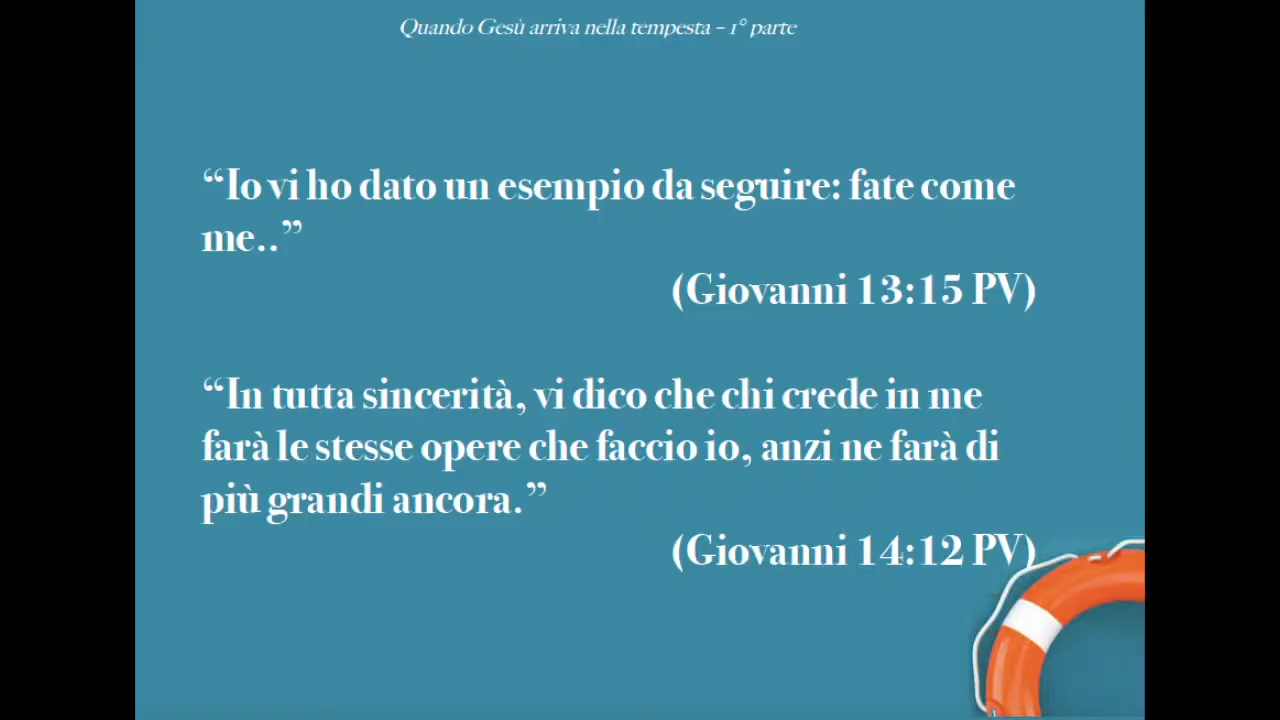 Quando Gesù arriva nella tempesta – 1° parte
“Io vi ho dato un esempio da seguire: fate come
me..”
(Giovanni 13:15 PV)
“In tutta sincerità, vi dico che chi crede in me
farà le stesse opere che faccio io, anzi ne farà di
più grandi ancora.”
(Giovanni 14:12 PV)